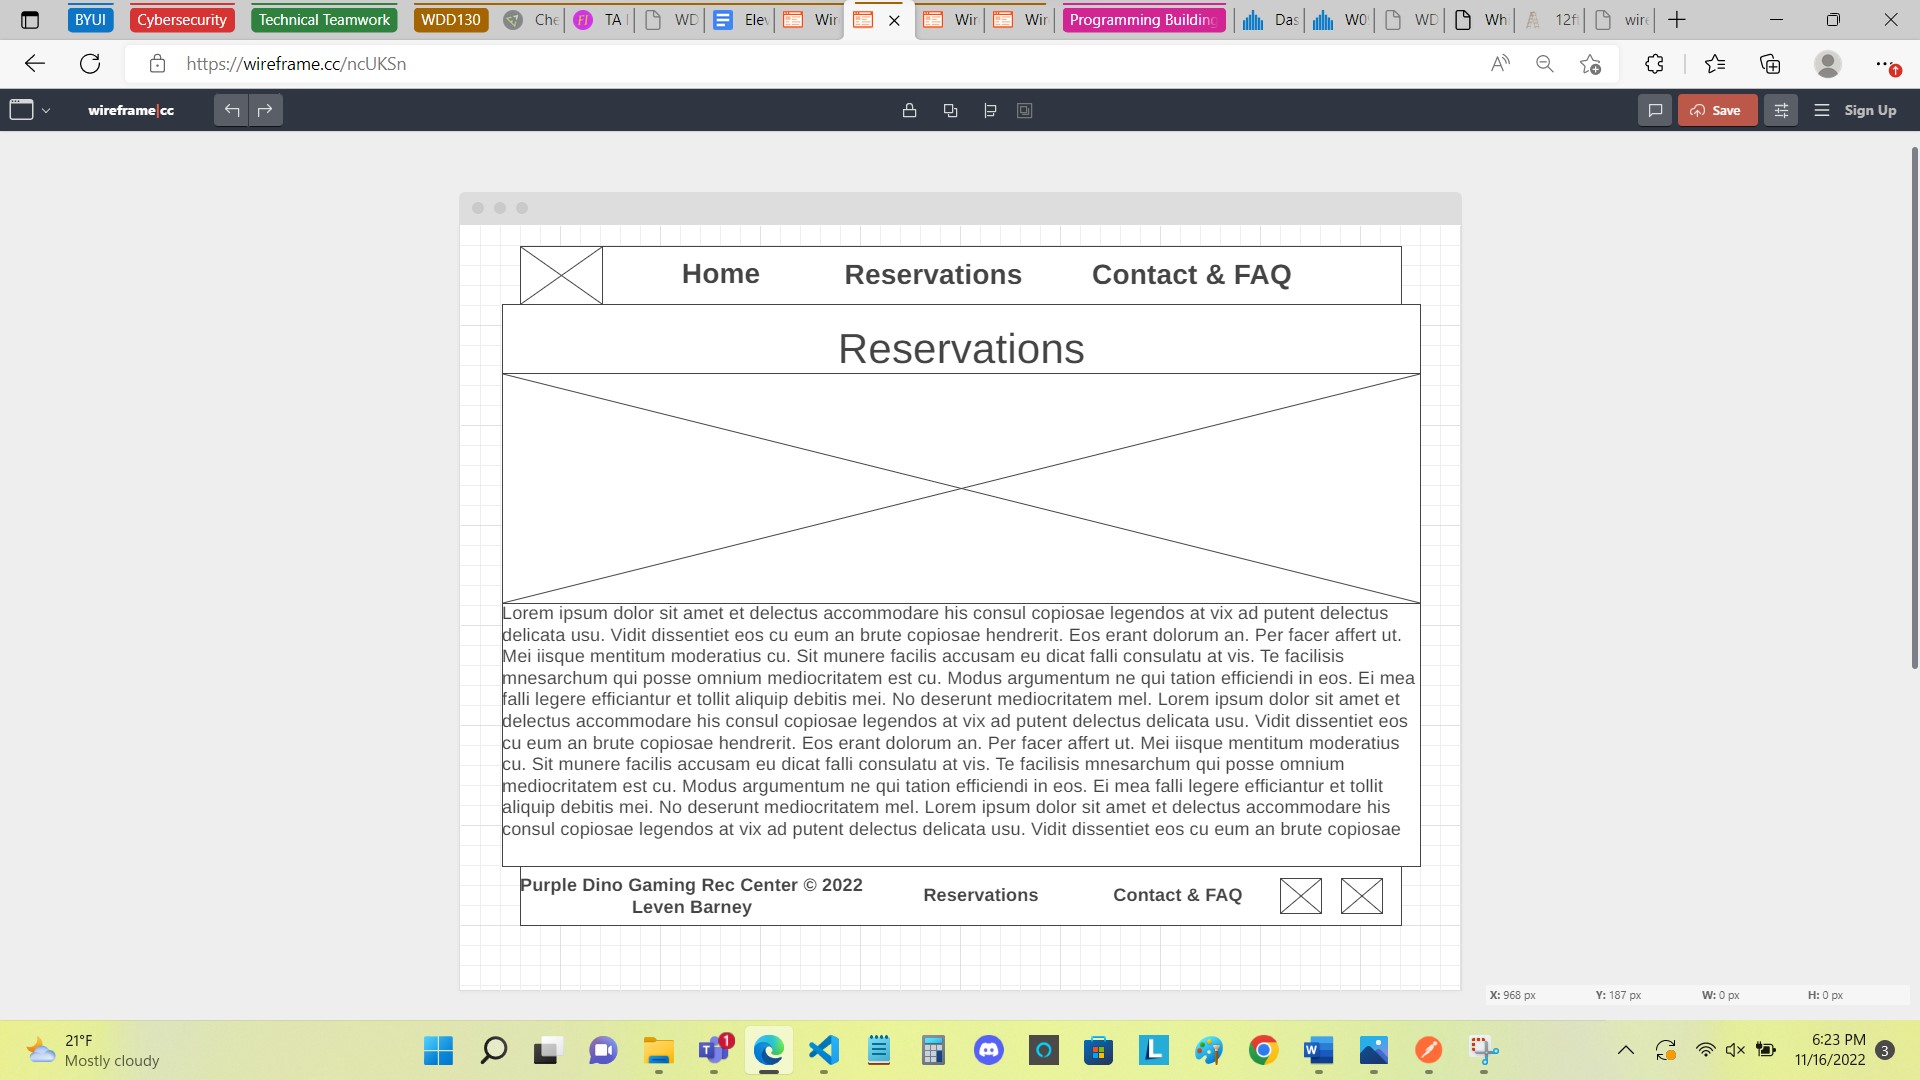 BYUI
Cybersecurity
Technical Teamwork
WDD130
Che
TA
WD
Elev
Wir
Wir
Wir
Programming Building
Das
W0
WD
Wh
12f
wire
https://wireframe.cc/ncUKSn
wireframe|cc
Save
Sign Up
Home
Reservations
Contact & FAQ
Reservations
Lorem ipsum dolor sit amet et delectus accommodare his consul copiosae legendos at vix ad putent delectus
delicata usu. Vidit dissentiet eos cu eum an brute copiosae hendrerit. Eos erant dolorum an. Per facer affert ut.
Mei iisque mentitum moderatius cu. Sit munere facilis accusam eu dicat falli consulatu at vis. Te facilisis
mnesarchum qui posse omnium mediocritatem est cu. Modus argumentum ne qui tation efficiendi in eos. Ei mea
falli legere efficiantur et tollit aliquip debitis mei. No deserunt mediocritatem mel. Lorem ipsum dolor sit amet et
delectus accommodare his consul copiosae legendos at vix ad putent delectus delicata usu. Vidit dissentiet eos
cu eum an brute copiosae hendrerit. Eos erant dolorum an. Per facer affert ut. Mei iisque mentitum moderatius
cu. Sit munere facilis accusam eu dicat falli consulatu at vis. Te facilisis mnesarchum qui posse omnium
mediocritatem est cu. Modus argumentum ne qui tation efficiendi in eos. Ei mea falli legere efficiantur et tollit
aliquip debitis mei. No deserunt mediocritatem mel. Lorem ipsum dolor sit amet et delectus accommodare his
consul copiosae legendos at vix ad putent delectus delicata usu. Vidit dissentiet eos cu eum an brute copiosae
Purple Dino Gaming Rec Center © 2022
Leven Barney
Reservations
Contact & FAQ
X: 968 px
Y: 187 px
W: 0 px
H: 0 px
21°F
Mostly cloudy
1
6:23 PM
11/16/2022
3